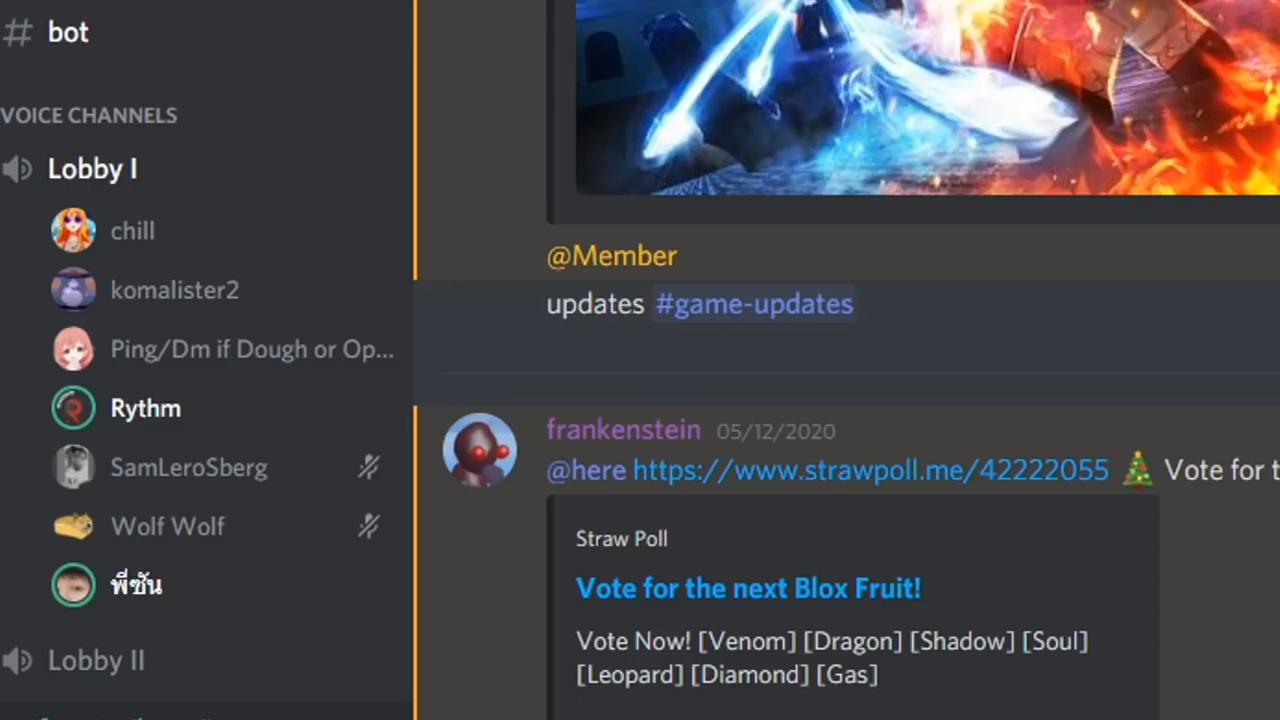 # bot
VOICE CHANNELS
Lobby I
chill
komalister2
Ping/Dm if Dough or Op...
Rythm
SamLeroSberg
Wolf Wolf
พี่ซัน
Lobby II
@Member
updates #game-updates
frankenstein 05/12/2020
@here https://www.strawpoll.me/42222055 🎄 Vote for t
Straw Poll
Vote for the next Blox Fruit!
Vote Now! [Venom] [Dragon] [Shadow] [Soul]
[Leopard] [Diamond] [Gas]